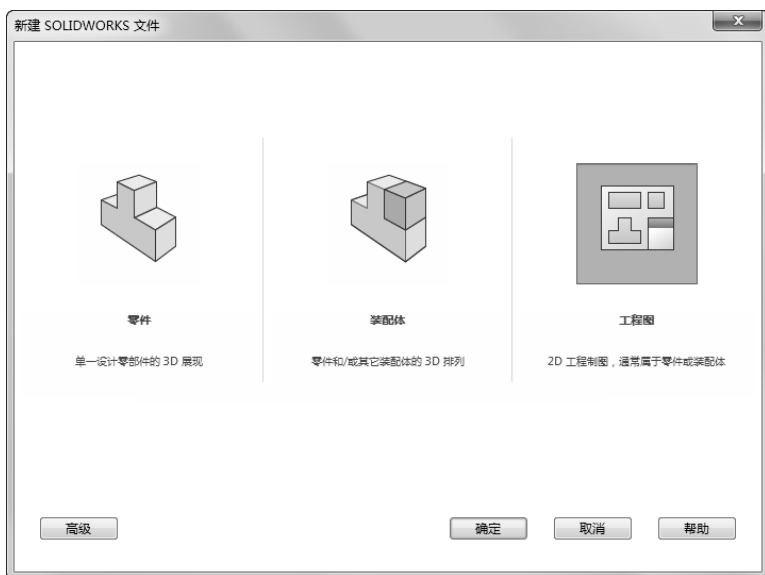 新建 SOLIDWORKS 文件
零件
单一设计零部件的 3D 展现
装配体
零件和/或其它装配体的 3D 排列
工程图
2D 工程制图，通常属于零件或装配体
高级
确定
取消
帮助